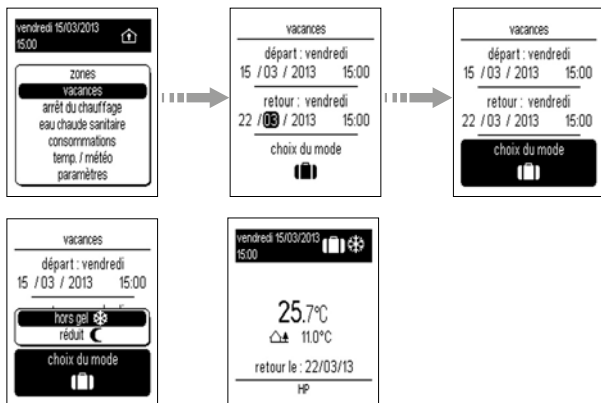 vendredi 15/03/2013
15:00
zones
vacances
arrêt du chauffage
eau chaude sanitaire
consommations
temp. / météo
paramètres
vacances
départ : vendredi
15 / 03 / 2013 15:00
retour : vendredi
22 / 03 / 2013 15:00
choix du mode
vacances
départ : vendredi
15 / 03 / 2013 15:00
retour : vendredi
22 / 03 / 2013 15:00
choix du mode
vacances
départ : vendredi
15 / 03 / 2013 15:00
hors gel
réduit
choix du mode
vendredi 15/03/2013
15:00
25.7°C
11.0°C
retour le : 22/03/13
HP